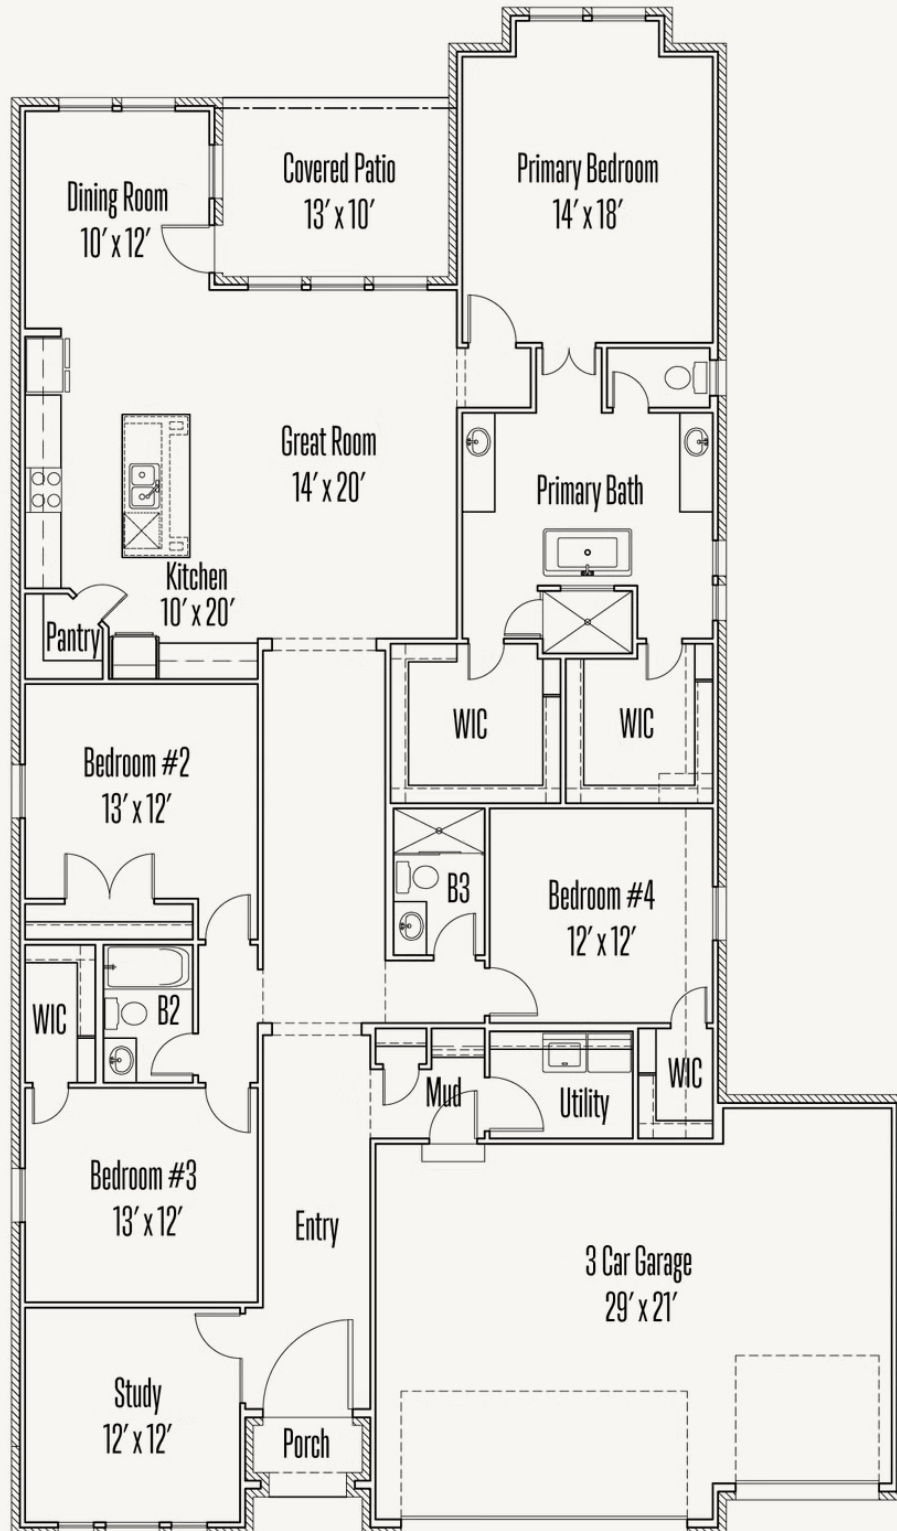 Primary Bedroom
14' x 18'
Covered Patio
13' x 10'
Dining Room
10' x 12'
Great Room
14' x 20'
Primary Bath
Kitchen
10' x 20'
Pantry
WIC
WIC
Bedroom #2
13' x 12'
B3
Bedroom #4
12' x 12'
WIC
B2
WIC
Mud
Utility
Bedroom #3
13' x 12'
Entry
3 Car Garage
29' x 21'
Study
12' x 12'
Porch